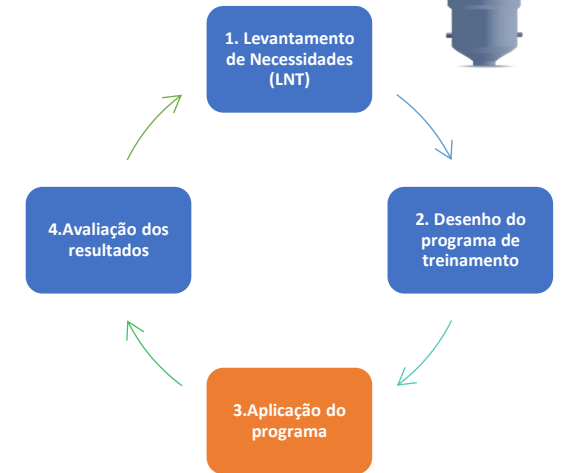 1. Levantamento
de Necessidades
(LNT)
2. Desenho do
programa de
treinamento
3.Aplicação do
programa
4.Avaliação dos
resultados